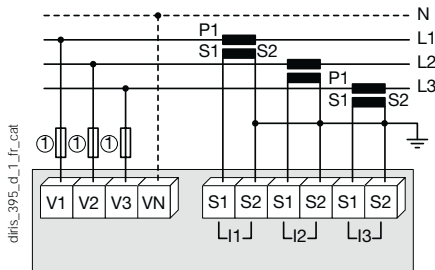 N
P1 L1
S1 S2
L2
P1
L3
S1 S2
① ① ①
V1 V2 V3 VN S1 S2 S1 S2 S1 S2
I1 I2 I3
diris_395_d_1_fr_cat